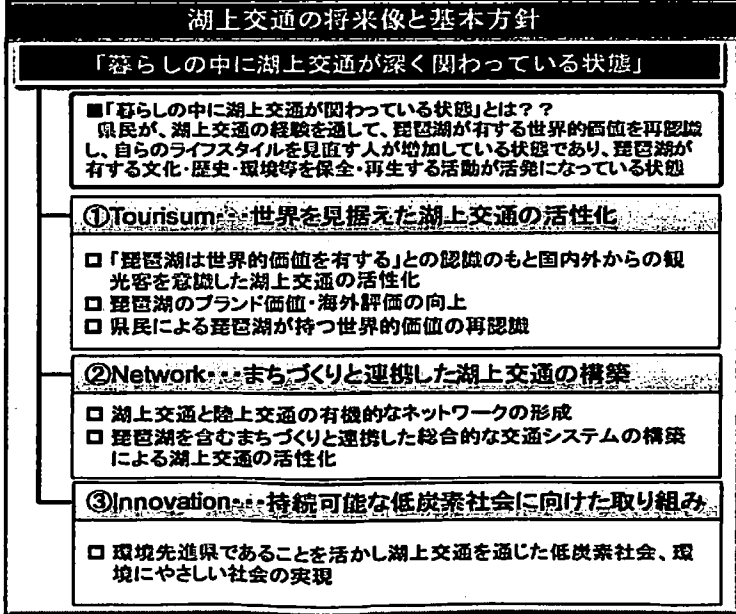 湖上交通の将来像と基本方針
「暮らしの中に湖上交通が深く関わっている状態」
■「暮らしの中に湖上交通が関わっている状態」とは？？
県民が、湖上交通の経験を通して、琵琶湖が有する世界的価値を再認識
し、自らのライフスタイルを見直す人が増加している状態であり、琵琶湖が
有する文化・歴史・環境等を保全・再生する活動が活発になっている状態
①Tourisum・・・世界を見据えた湖上交通の活性化
□「琵琶湖は世界的価値を有する」との認識のもと国内外からの観
光客を意識した湖上交通の活性化
□ 琵琶湖のブランド価値・海外評価の向上
□ 県民による琵琶湖が持つ世界的価値の再認識
②Network・・・まちづくりと連携した湖上交通の構築
□ 湖上交通と陸上交通の有機的なネットワークの形成
□ 琵琶湖を含むまちづくりと連携した総合的な交通システムの構築
による湖上交通の活性化
③Innovation・・・持続可能な低炭素社会に向けた取り組み
□ 環境先進県であることを活かし湖上交通を通じた低炭素社会、環
境にやさしい社会の実現